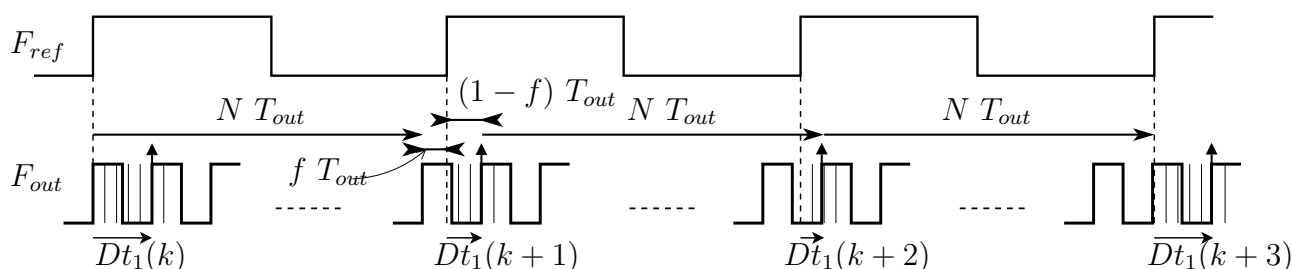 F_ref
(1 − f) T_out
N T_out N T_out N T_out
F_out
f T_out
Dt_1(k) Dt_1(k + 1) Dt_1(k + 2) Dt_1(k + 3)